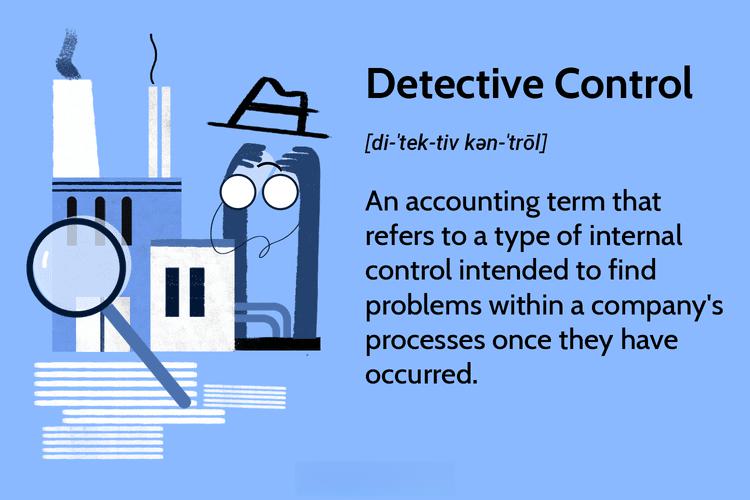 Detective Control
[di-ˈtek-tiv kən-ˈtrōl]
An accounting term that
refers to a type of internal
control intended to find
problems within a company's
processes once they have
occurred.